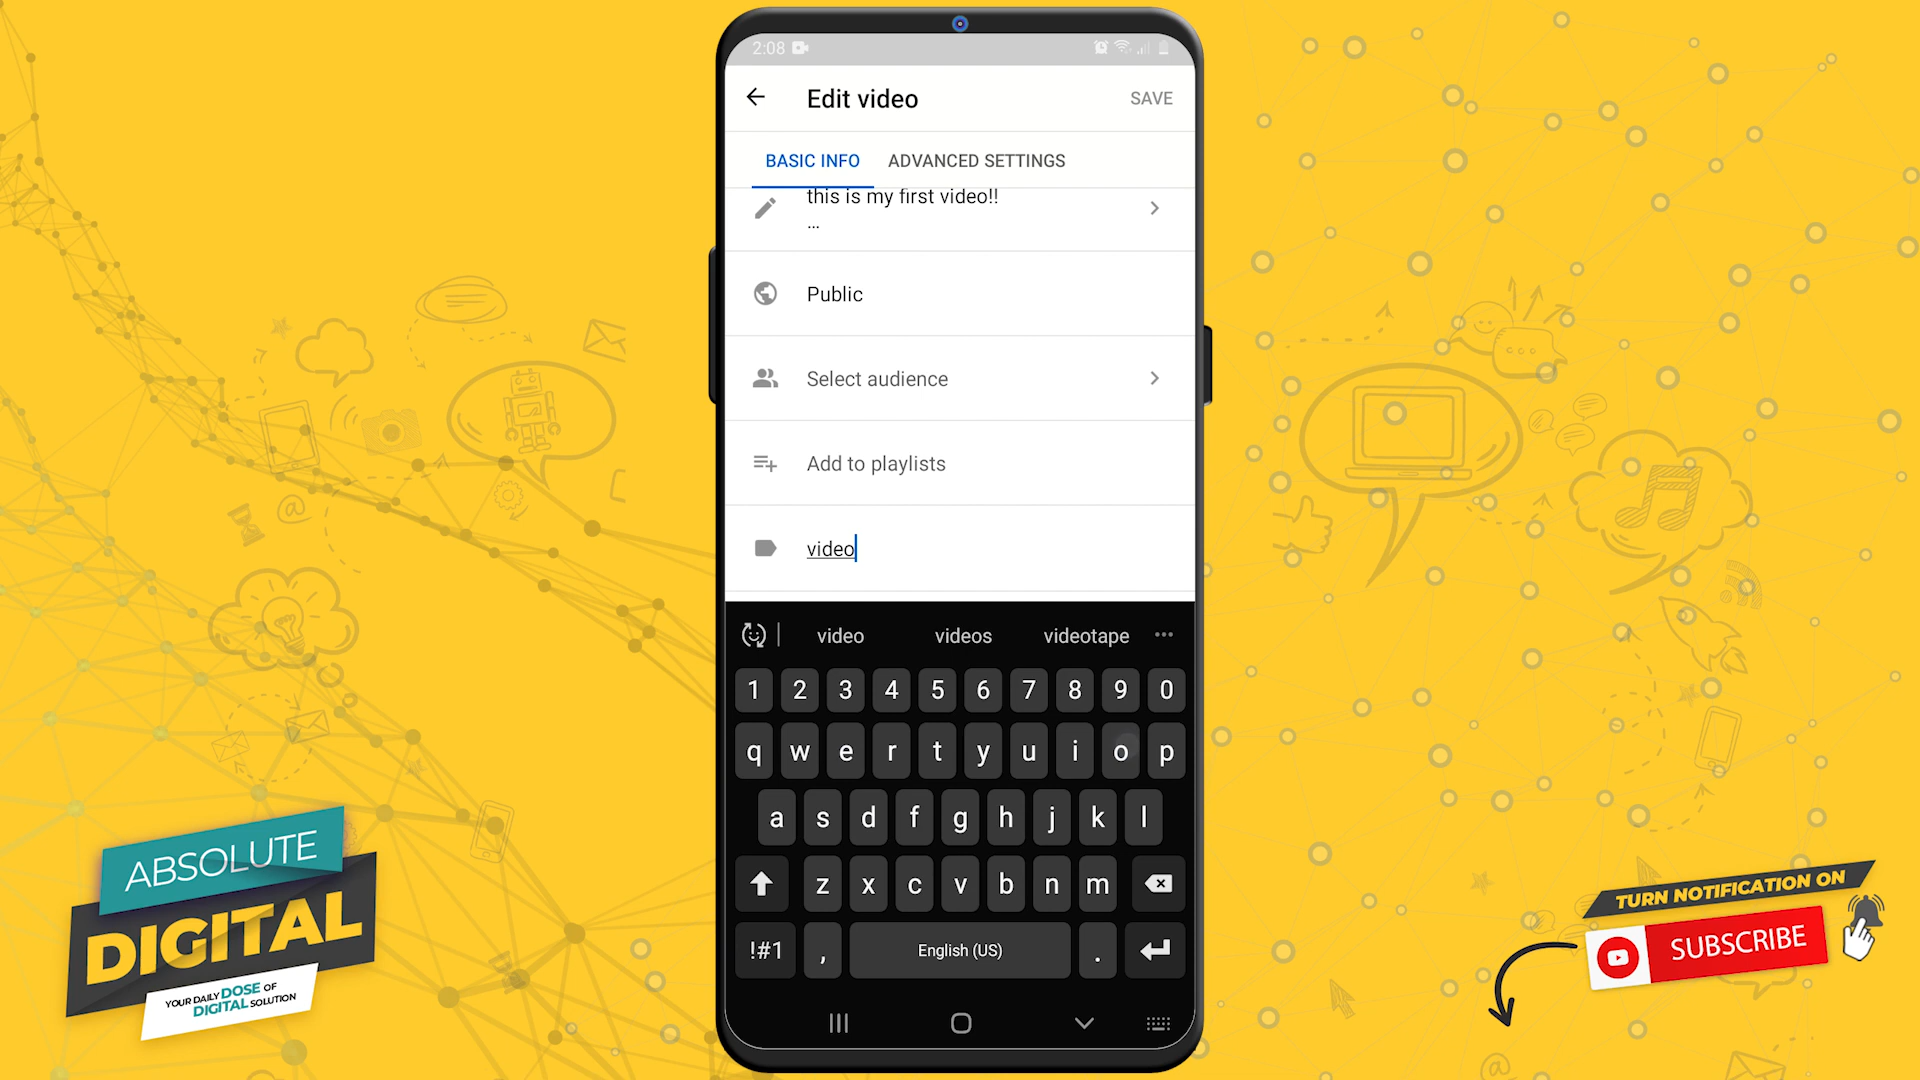 2:08
Edit video
SAVE
BASIC INFO
ADVANCED SETTINGS
this is my first video!!
...
Public
Select audience
Add to playlists
video
video
videos
videotape
1 2 3 4 5 6 7 8 9 0
q w e r t y u i o p
a s d f g h j k l
z x c v b n m
!#1 , English (US) .
ABSOLUTE
DIGITAL
YOUR DAILY DOSE OF
DIGITAL SOLUTION
TURN NOTIFICATION ON
SUBSCRIBE